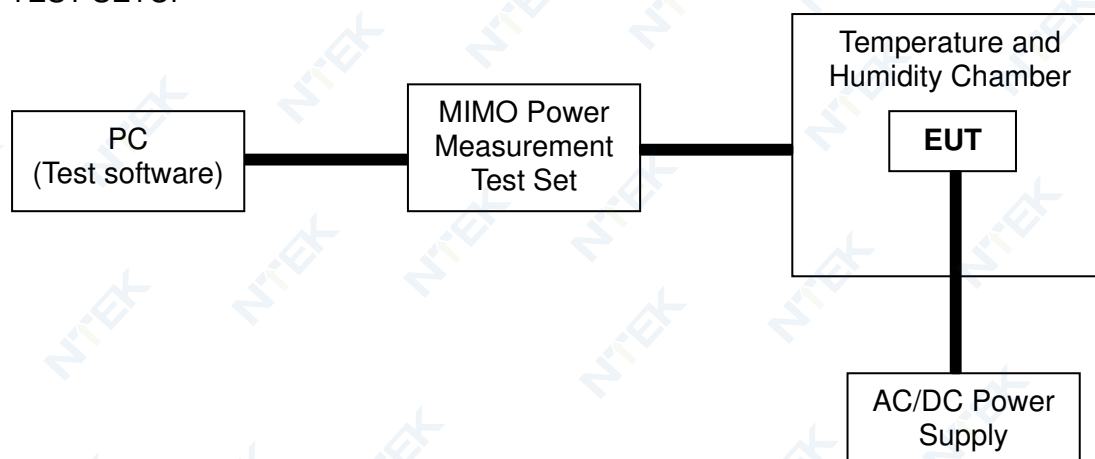 TEST SETUP
PC
(Test software)
MIMO Power
Measurement
Test Set
Temperature and
Humidity Chamber
EUT
AC/DC Power
Supply
NTEK